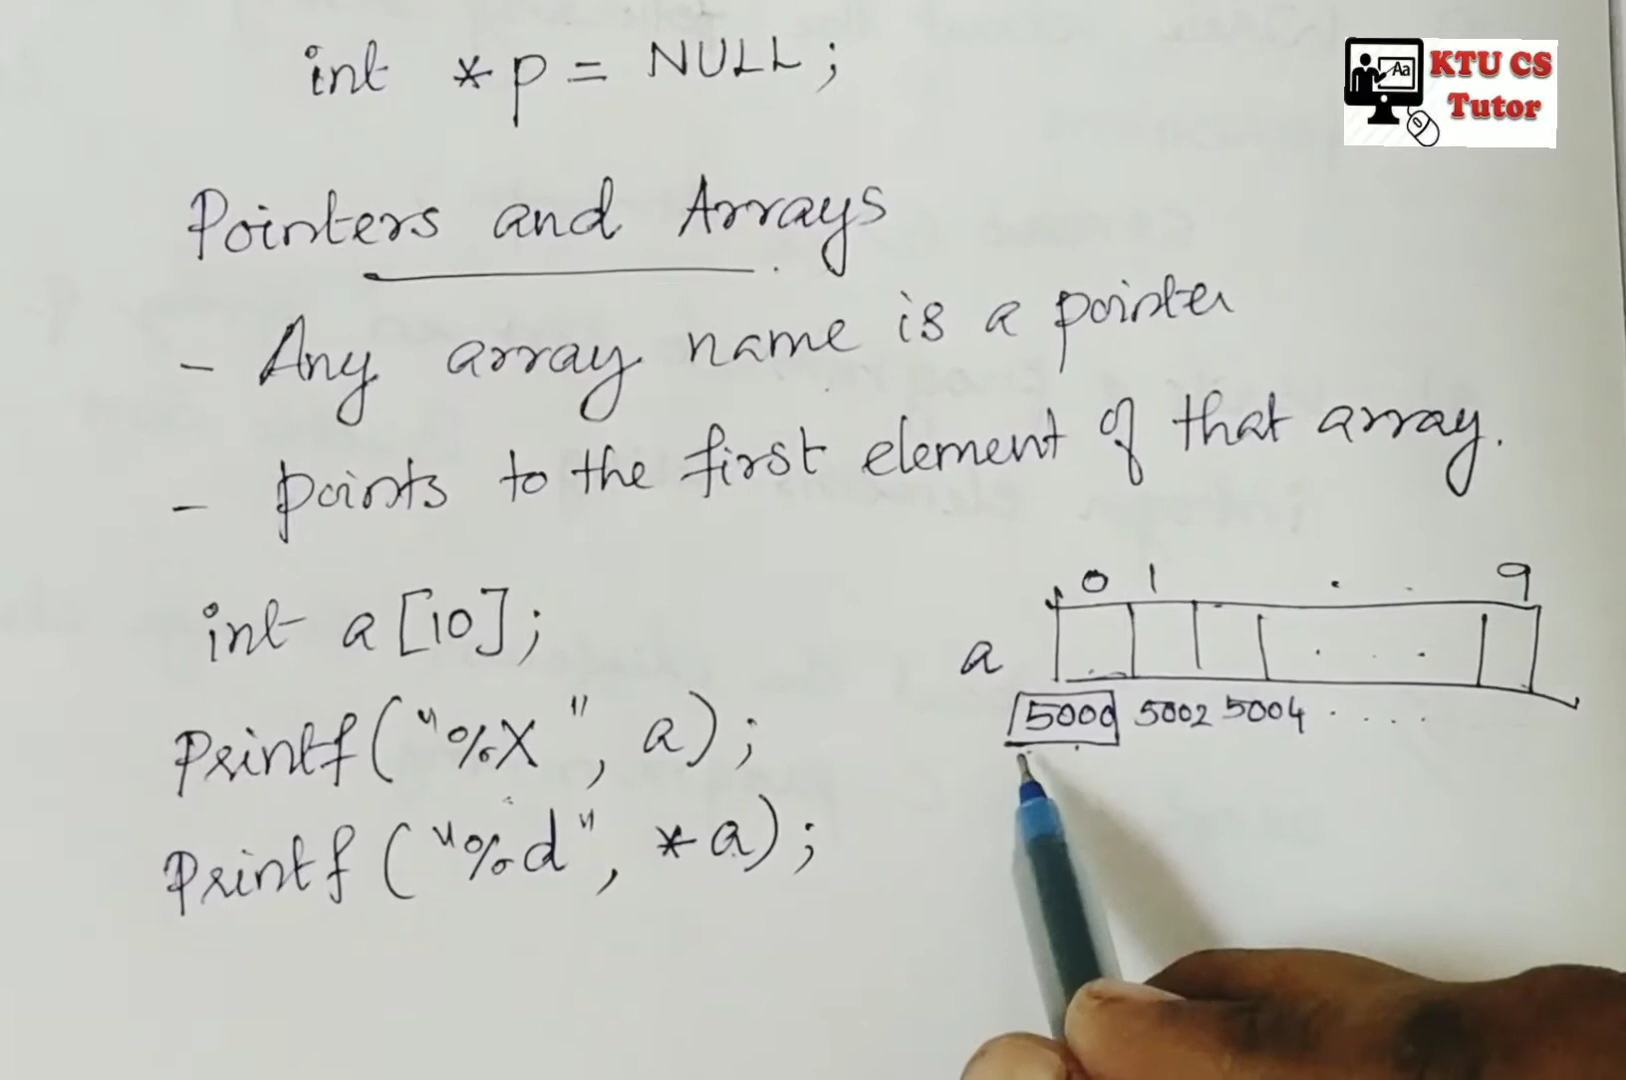 int *p = NULL;
KTU CS
Tutor
Aa
Pointers and Arrays
- Any array name is a pointer
- points to the first element of that array.
int a[10];
0 1 . . 9
a
5000 5002 5004 . . . .
Printf("%X", a);
Printf("%d", *a);